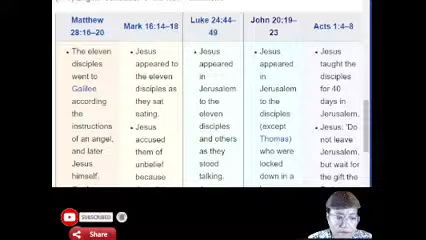 Matthew
28:16–20
Mark 16:14–18
Luke 24:44–
49
John 20:19–
23
Acts 1:4–8
• The eleven
disciples
went to
Galilee
according
the
instructions
of an angel,
and later
Jesus
himself.
• Jesus
appeared to
the eleven
disciples as
they sat
eating.
• Jesus
accused
them of
unbelief
because
• Jesus
appeared
in
Jerusalem
to the
eleven
disciples
and others
as they
stood
talking.
• Jesus
appeared
in
Jerusalem
to the
disciples
(except
Thomas)
who were
locked
down in a
• Jesus
taught the
disciples
for 40
days in
Jerusalem.
• Jesus: 'Do
not leave
Jerusalem,
but wait for
the gift the
SUBSCRIBED
Share